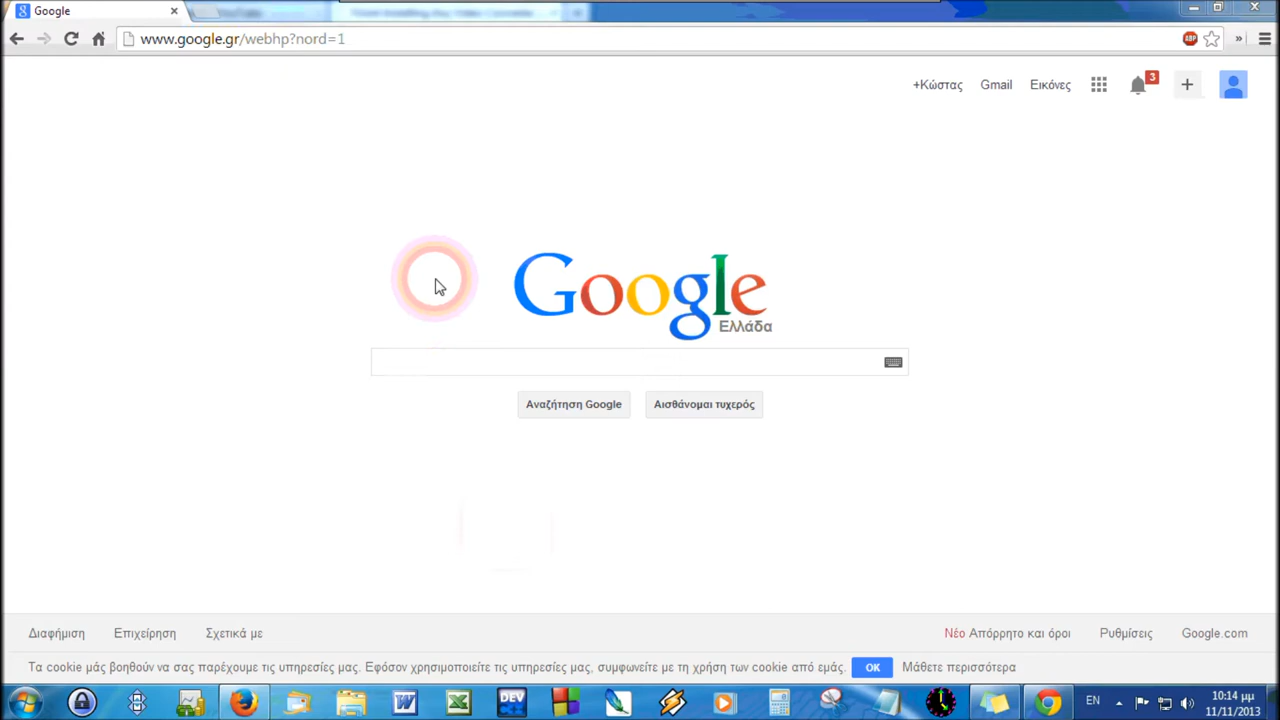 Google
www.google.gr/webhp?nord=1
ABP
»
+Κώστας Gmail Εικόνες 3
Google
Ελλάδα
Αναζήτηση Google Αισθάνομαι τυχερός
Διαφήμιση Επιχείρηση Σχετικά με Νέο Απόρρητο και όροι Ρυθμίσεις Google.com
Τα cookie μάς βοηθούν να σας παρέχουμε τις υπηρεσίες μας. Εφόσον χρησιμοποιείτε τις υπηρεσίες μας, συμφωνείτε με τη χρήση των cookie από εμάς. OK Μάθετε περισσότερα
DEV
EN
10:14 μμ
11/11/2013